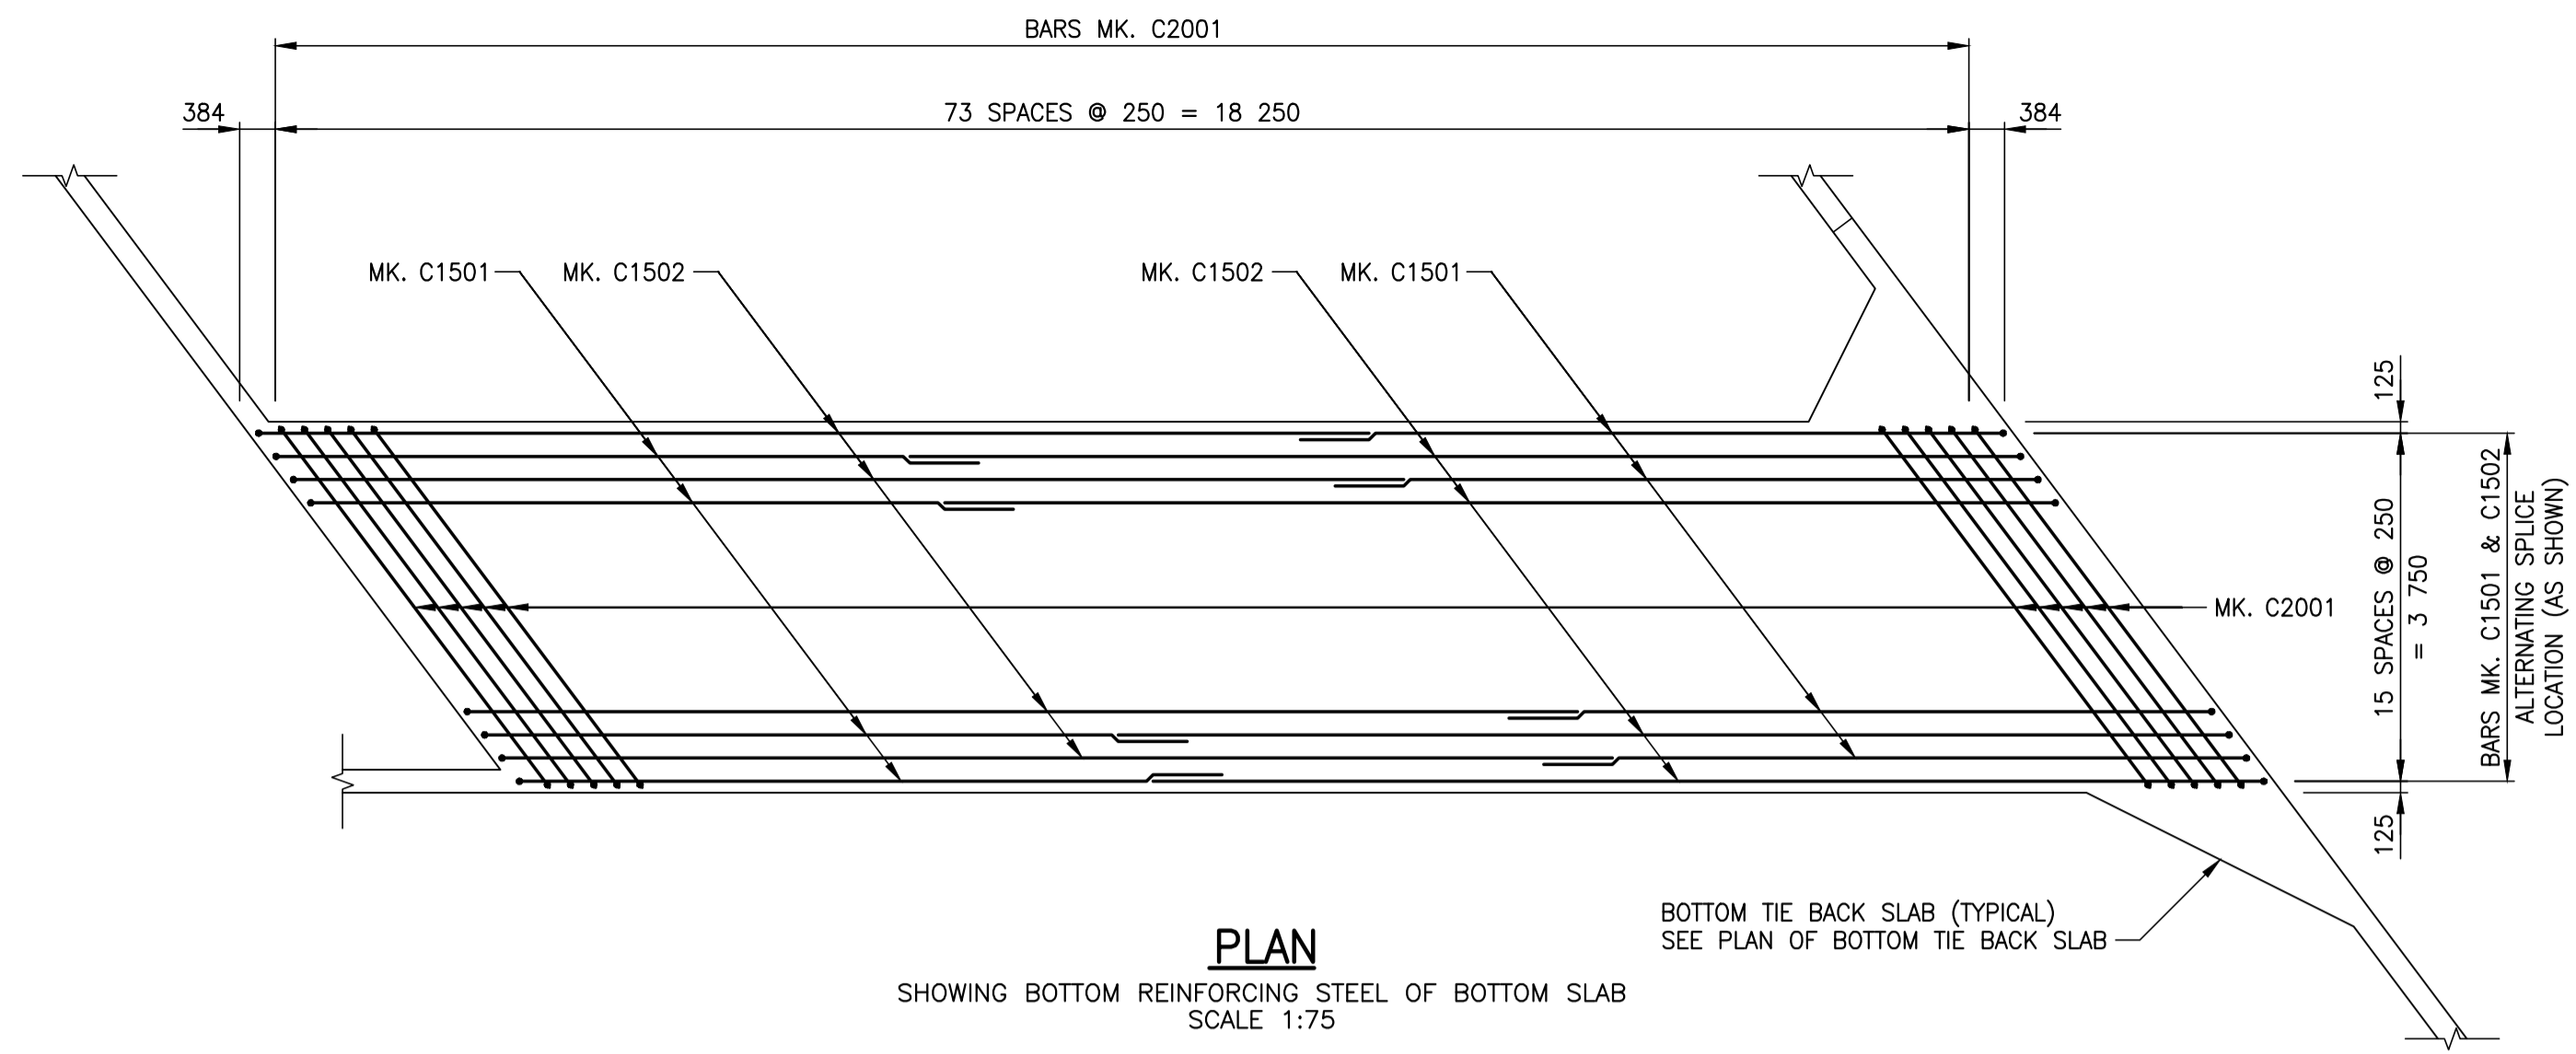 BARS MK. C2001
384
73 SPACES @ 250 = 18 250
384
MK. C1501
MK. C1502
MK. C1502
MK. C1501
125
15 SPACES @ 250
= 3 750
BARS MK. C1501 & C1502
ALTERNATING SPLICE
LOCATION (AS SHOWN)
MK. C2001
125
BOTTOM TIE BACK SLAB (TYPICAL)
SEE PLAN OF BOTTOM TIE BACK SLAB
PLAN
SHOWING BOTTOM REINFORCING STEEL OF BOTTOM SLAB
SCALE 1:75